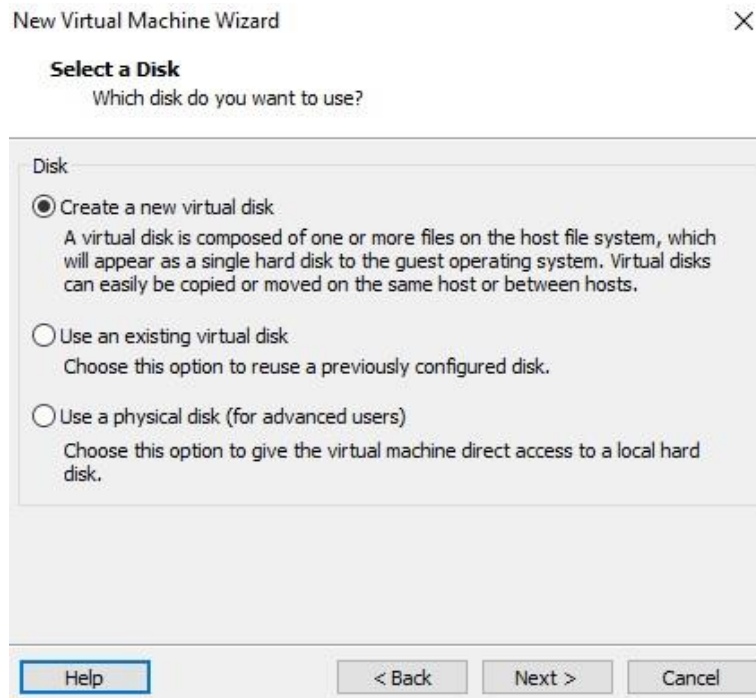 New Virtual Machine Wizard
Select a Disk
Which disk do you want to use?
Disk
Create a new virtual disk
A virtual disk is composed of one or more files on the host file system, which
will appear as a single hard disk to the guest operating system. Virtual disks
can easily be copied or moved on the same host or between hosts.
Use an existing virtual disk
Choose this option to reuse a previously configured disk.
Use a physical disk (for advanced users)
Choose this option to give the virtual machine direct access to a local hard
disk.
Help < Back Next > Cancel